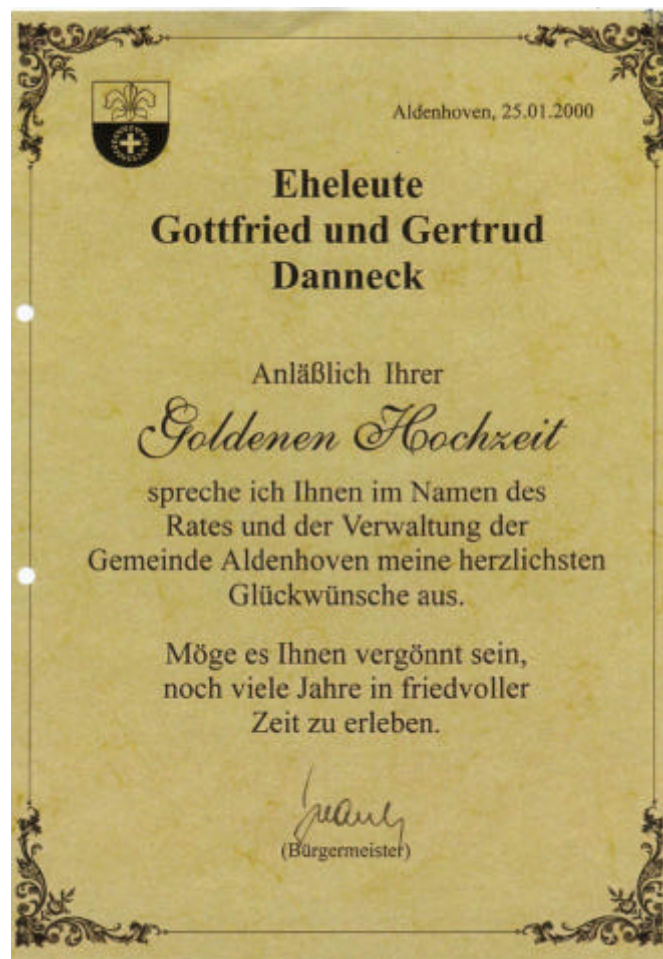 Aldenhoven, 25.01.2000
Eheleute
Gottfried und Gertrud
Danneck
Anläßlich Ihrer
Goldenen Hochzeit
spreche ich Ihnen im Namen des
Rates und der Verwaltung der
Gemeinde Aldenhoven meine herzlichsten
Glückwünsche aus.
Möge es Ihnen vergönnt sein,
noch viele Jahre in friedvoller
Zeit zu erleben.
(Bürgermeister)